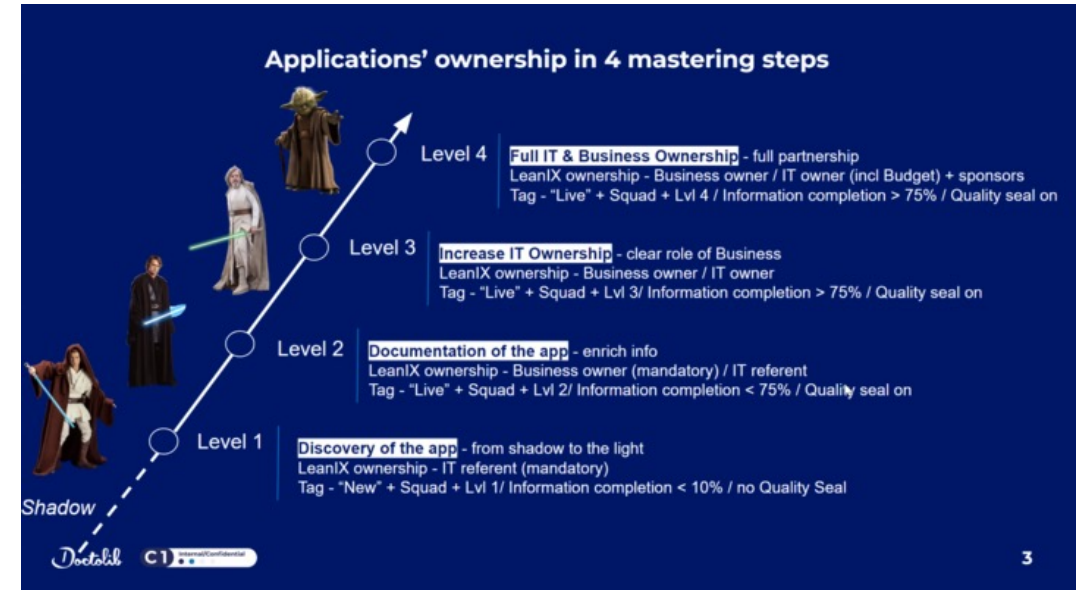 Applications' ownership in 4 mastering steps
Level 4
Full IT & Business Ownership - full partnership
LeanIX ownership - Business owner / IT owner (incl Budget) + sponsors
Tag - “Live” + Squad + Lvl 4 / Information completion > 75% / Quality seal on
Level 3
Increase IT Ownership - clear role of Business
LeanIX ownership - Business owner / IT owner
Tag - “Live” + Squad + Lvl 3/ Information completion > 75% / Quality seal on
Level 2
Documentation of the app - enrich info
LeanIX ownership - Business owner (mandatory) / IT referent
Tag - “Live” + Squad + Lvl 2/ Information completion < 75% / Quality seal on
Level 1
Discovery of the app - from shadow to the light
LeanIX ownership - IT referent (mandatory)
Tag - “New” + Squad + Lvl 1/ Information completion < 10% / no Quality Seal
Shadow
Doctolib
C1
Internal/Confidential
3